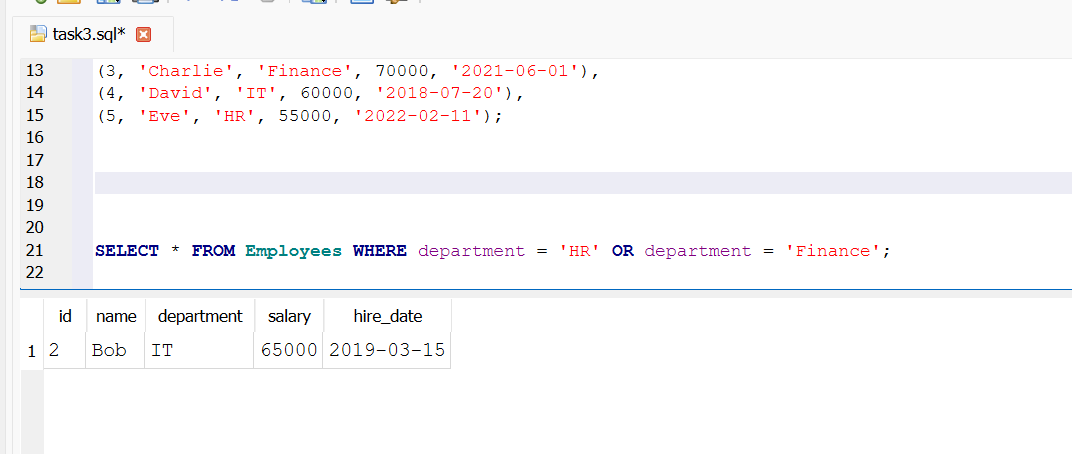 task3.sql*
13 (3, 'Charlie', 'Finance', 70000, '2021-06-01'),
14 (4, 'David', 'IT', 60000, '2018-07-20'),
15 (5, 'Eve', 'HR', 55000, '2022-02-11');
16
17
18
19
20
21 SELECT * FROM Employees WHERE department = 'HR' OR department = 'Finance';
22
id name department salary hire_date
1 2 Bob IT 65000 2019-03-15